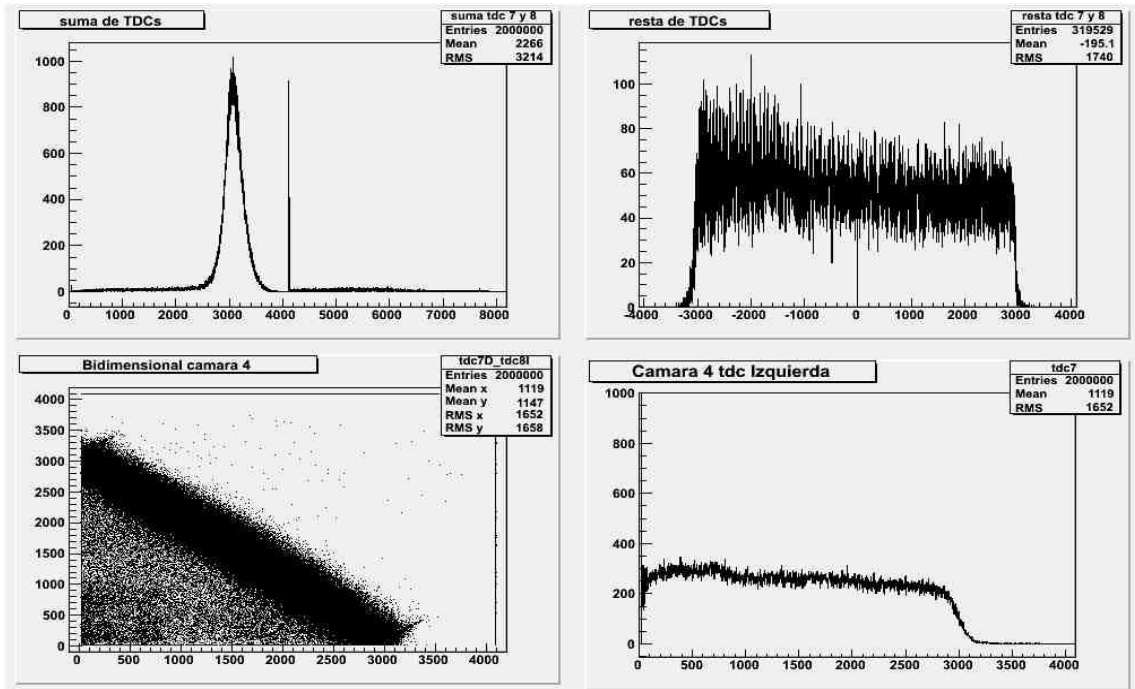 suma de TDCs
suma tdc 7 y 8
Entries 2000000
Mean 2266
RMS 3214
1000
800
600
400
200
0
0 1000 2000 3000 4000 5000 6000 7000 8000
resta de TDCs
resta tdc 7 y 8
Entries 319529
Mean -195.1
RMS 1740
100
80
60
40
20
0
-4000 -3000 -2000 -1000 0 1000 2000 3000 4000
Bidimensional camara 4
tdc7D_tdc8I
Entries 2000000
Mean x 1119
Mean y 1147
RMS x 1652
RMS y 1658
4000
3500
3000
2500
2000
1500
1000
500
0
500 1000 1500 2000 2500 3000 3500 4000
Camara 4 tdc Izquierda
tdc7
Entries 2000000
Mean 1119
RMS 1652
1000
800
600
400
200
0
0 500 1000 1500 2000 2500 3000 3500 4000